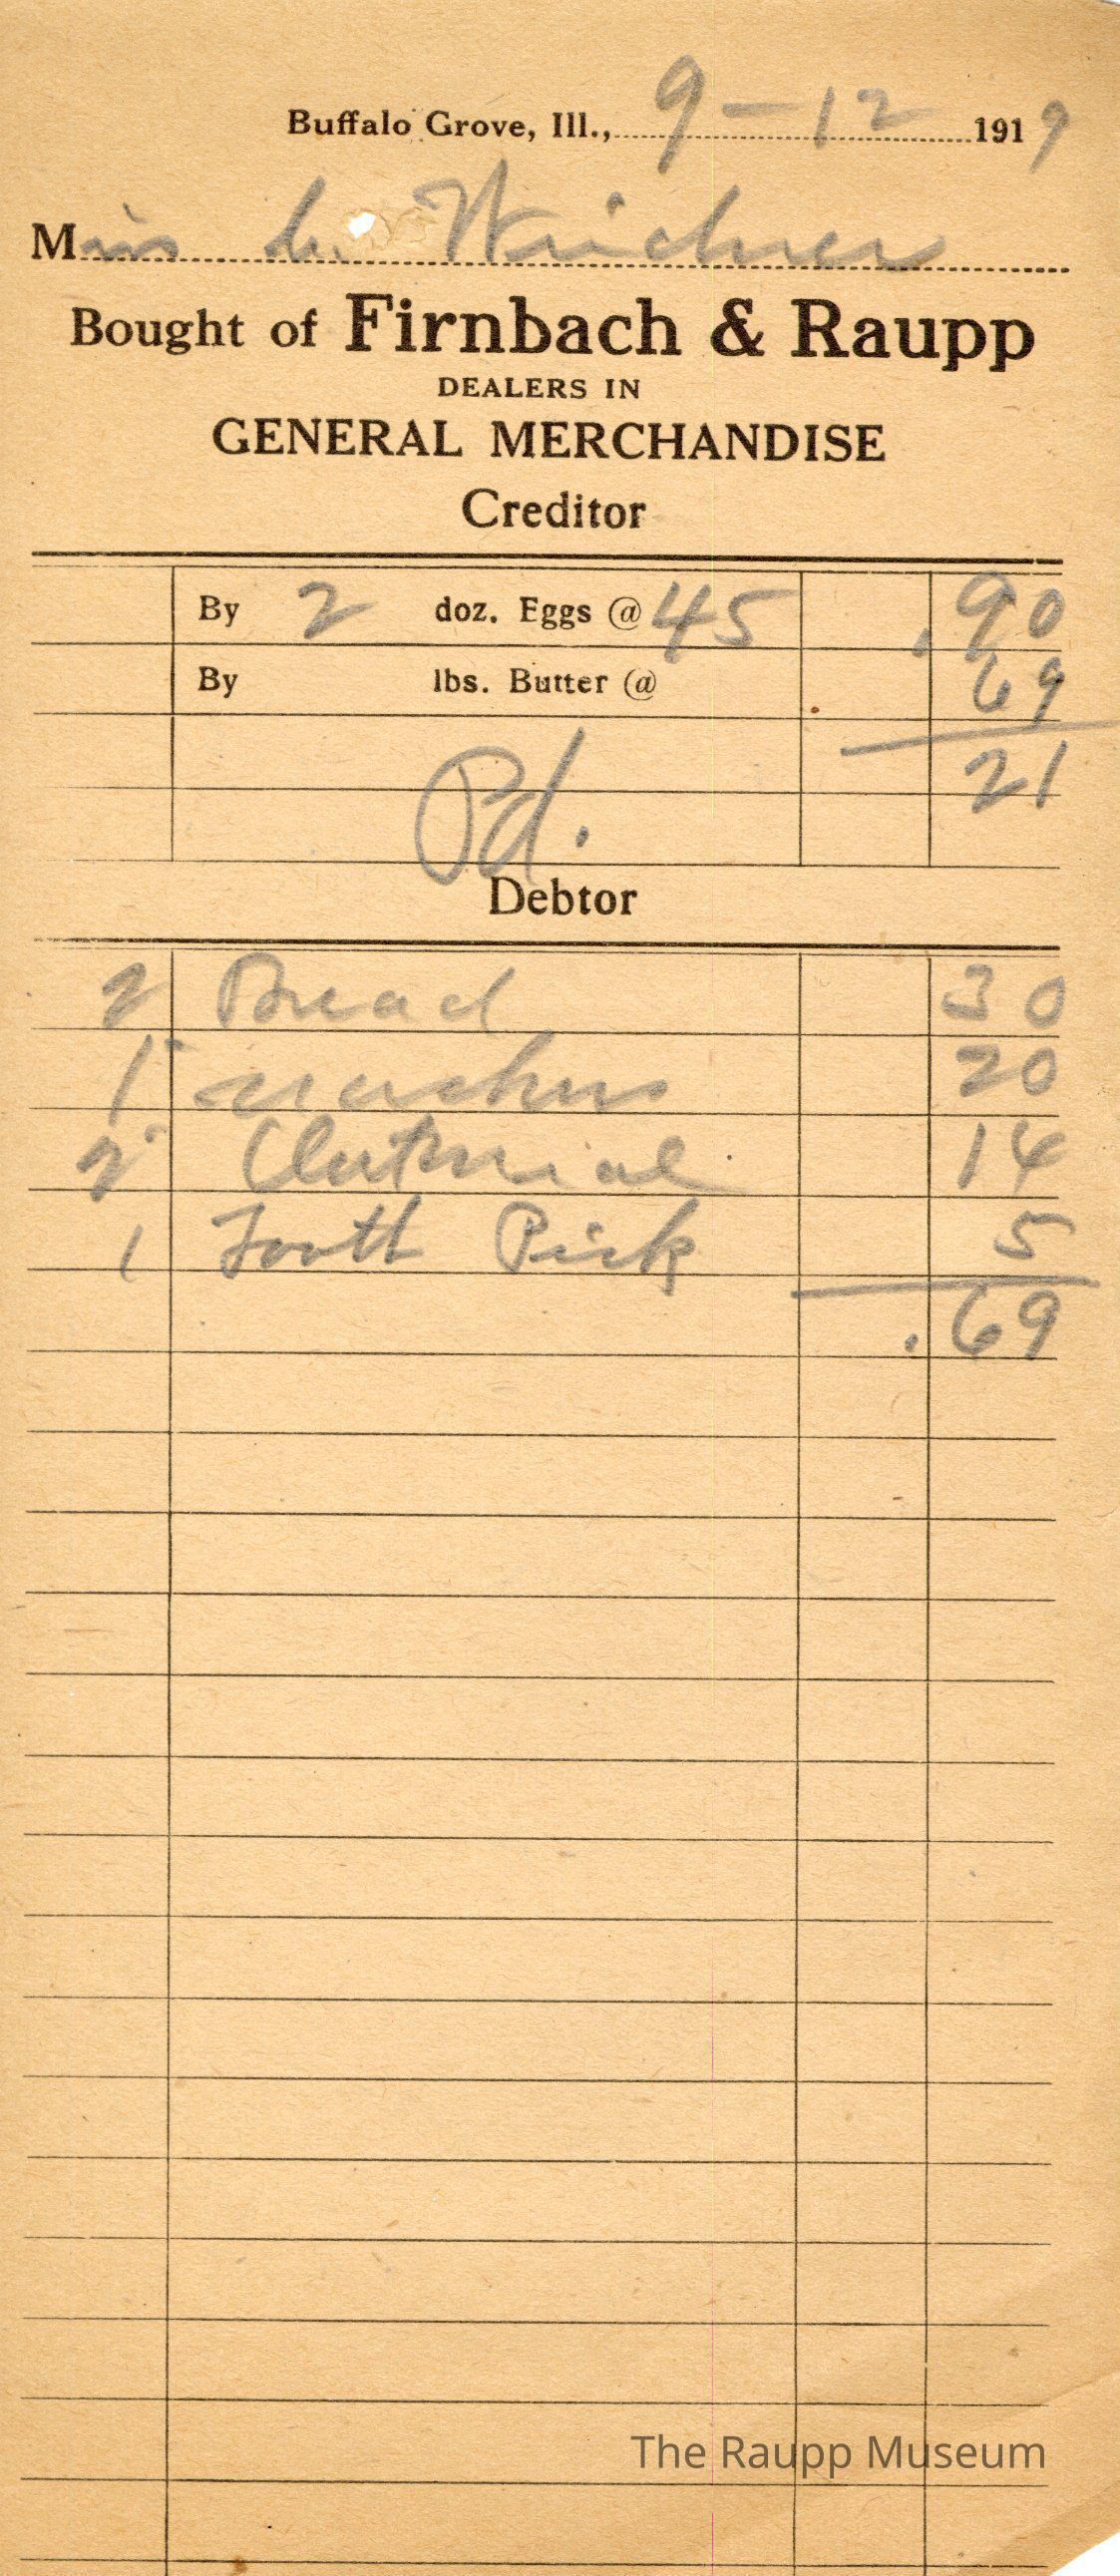 Buffalo Grove, Ill., 9-12 1919
Miss Weidner
Bought of Firnbach & Raupp
DEALERS IN
GENERAL MERCHANDISE
Creditor
By 2 doz. Eggs @ 45 .90
By lbs. Butter @ 69
21
Pd.
Debtor
2 Bread 30
1 20
2 Oatmeal 14
1 Tooth Pick 5
.69
The Raupp Museum